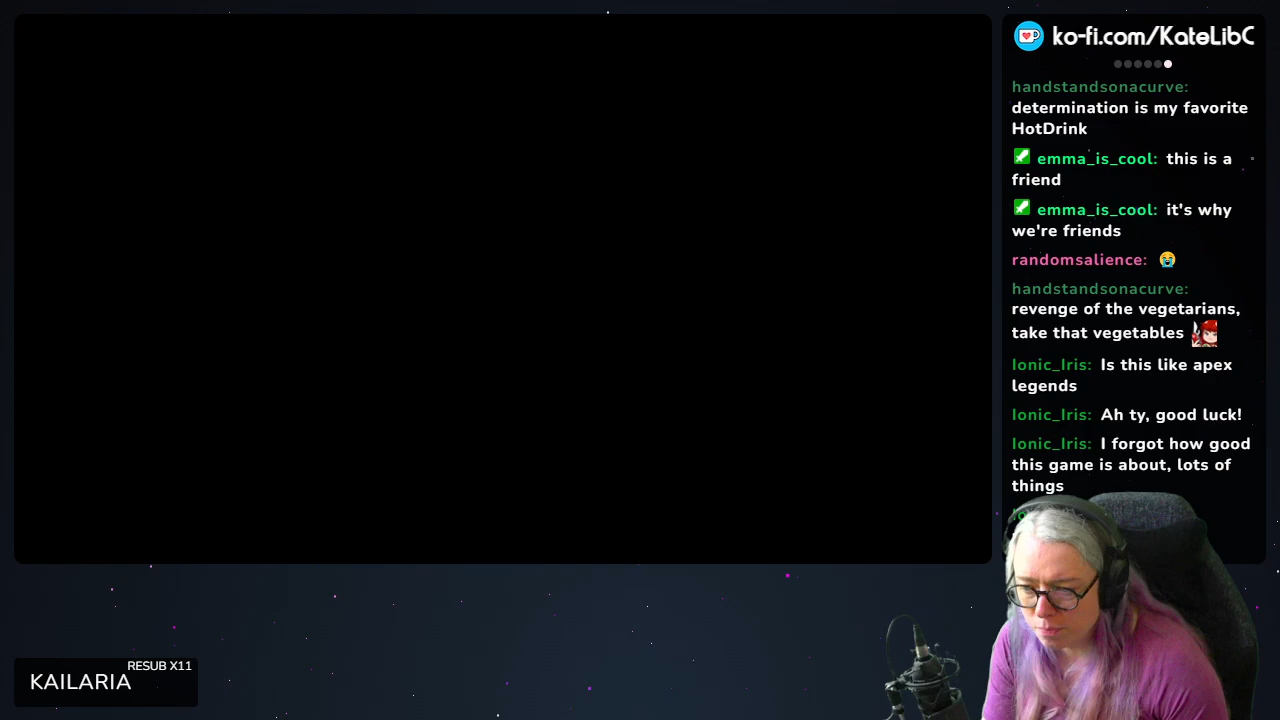 ko-fi.com/KateLibC
handstandsonacurve:
determination is my favorite
HotDrink
emma_is_cool: this is a
friend
emma_is_cool: it's why
we're friends
randomsalience: 😭
handstandsonacurve:
revenge of the vegetarians,
take that vegetables
Ionic_Iris: Is this like apex
legends
Ionic_Iris: Ah ty, good luck!
Ionic_Iris: I forgot how good
this game is about, lots of
things
RESUB X11
KAILARIA